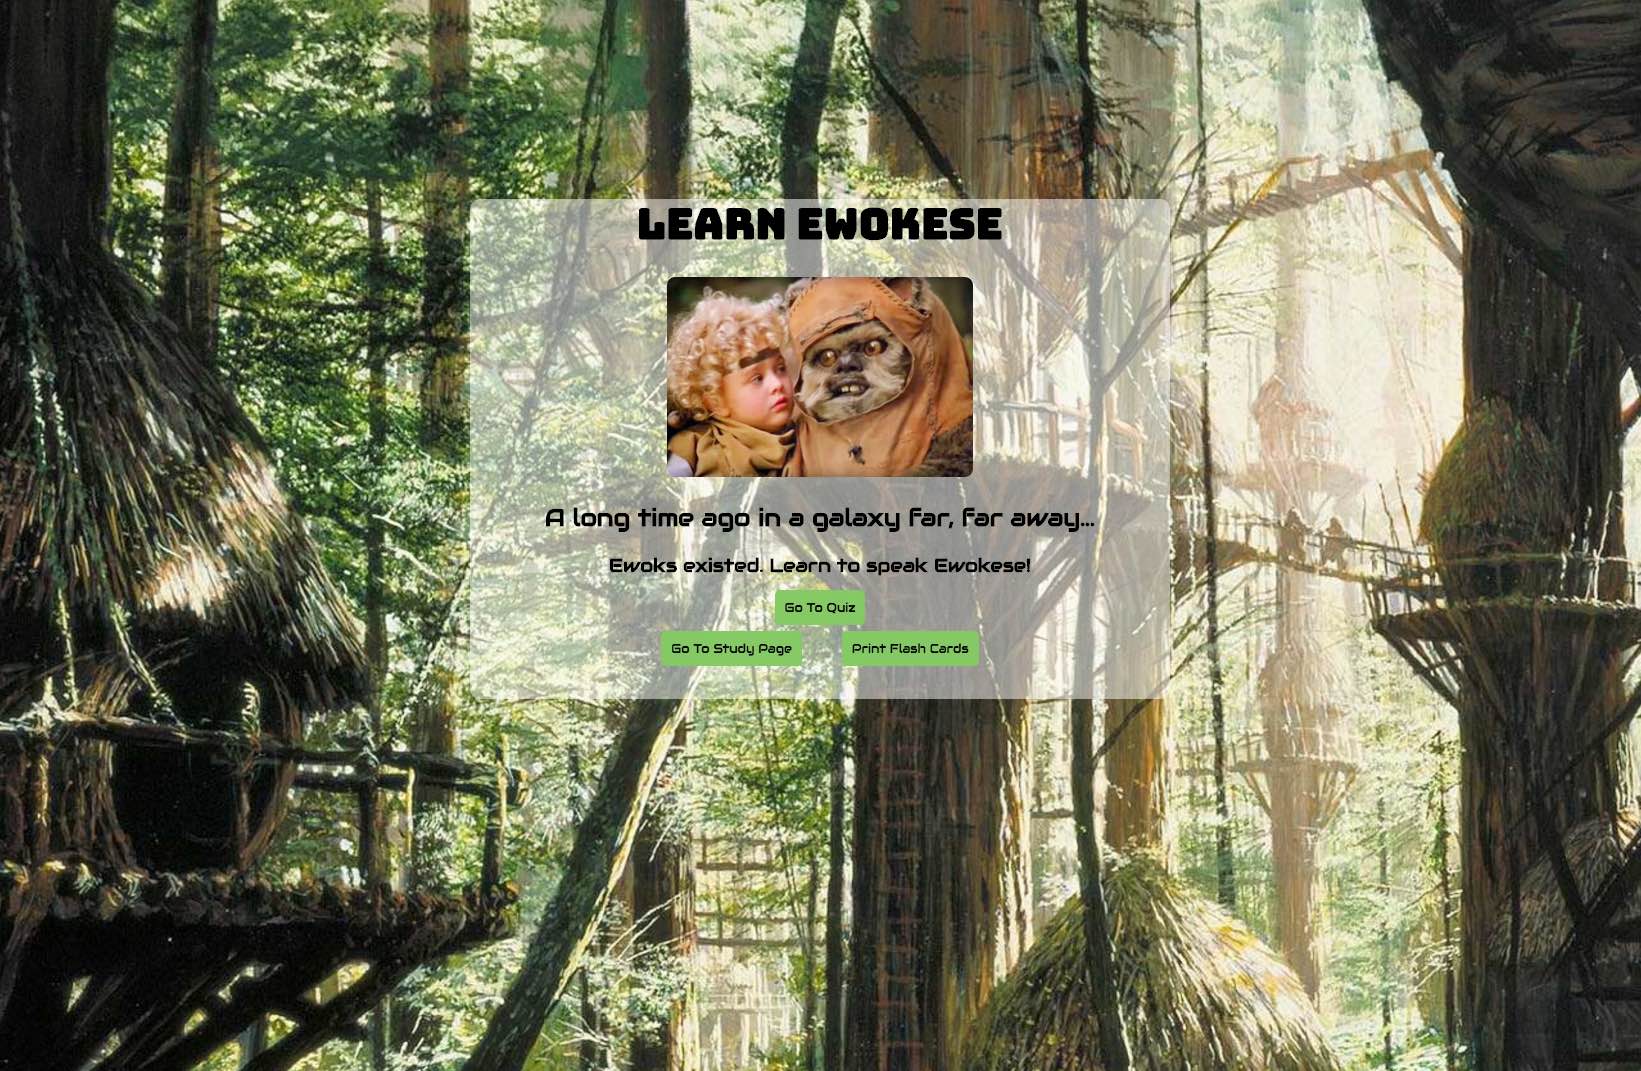 LEARN EWOKESE
A long time ago in a galaxy far, far away...
Ewoks existed. Learn to speak Ewokese!
Go To Quiz
Go To Study Page
Print Flash Cards